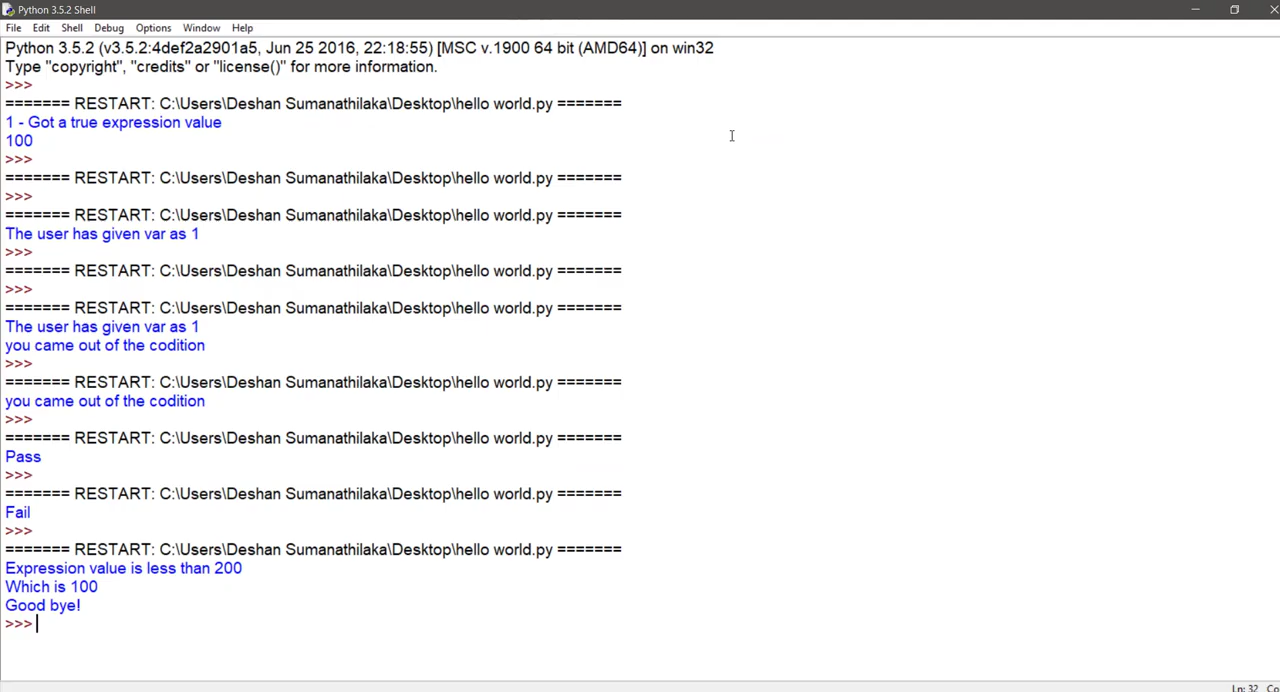 Python 3.5.2 Shell
File Edit Shell Debug Options Window Help
Python 3.5.2 (v3.5.2:4def2a2901a5, Jun 25 2016, 22:18:55) [MSC v.1900 64 bit (AMD64)] on win32
Type "copyright", "credits" or "license()" for more information.
>>>
======= RESTART: C:\Users\Deshan Sumanathilaka\Desktop\hello world.py =======
1 - Got a true expression value
100
>>>
======= RESTART: C:\Users\Deshan Sumanathilaka\Desktop\hello world.py =======
>>>
======= RESTART: C:\Users\Deshan Sumanathilaka\Desktop\hello world.py =======
The user has given var as 1
>>>
======= RESTART: C:\Users\Deshan Sumanathilaka\Desktop\hello world.py =======
>>>
======= RESTART: C:\Users\Deshan Sumanathilaka\Desktop\hello world.py =======
The user has given var as 1
you came out of the codition
>>>
======= RESTART: C:\Users\Deshan Sumanathilaka\Desktop\hello world.py =======
you came out of the codition
>>>
======= RESTART: C:\Users\Deshan Sumanathilaka\Desktop\hello world.py =======
Pass
>>>
======= RESTART: C:\Users\Deshan Sumanathilaka\Desktop\hello world.py =======
Fail
>>>
======= RESTART: C:\Users\Deshan Sumanathilaka\Desktop\hello world.py =======
Expression value is less than 200
Which is 100
Good bye!
>>>
Ln: 32 Co